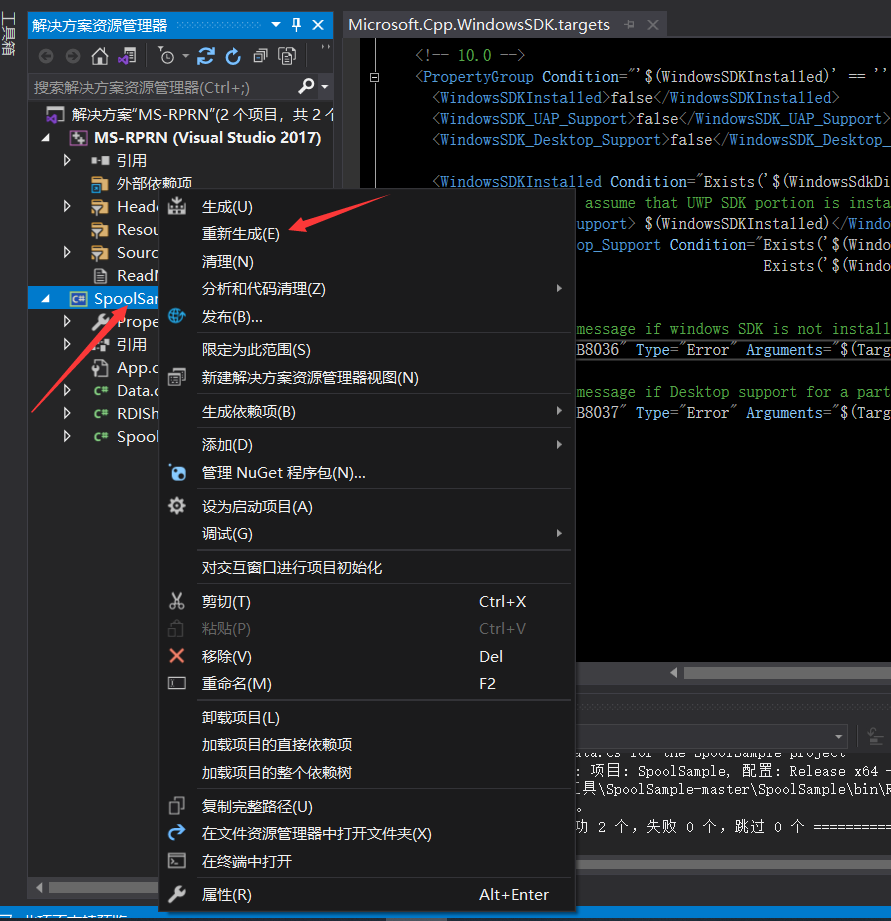 工具箱
解决方案资源管理器
搜索解决方案资源管理器(Ctrl+;)
解决方案"MS-RPRN"(2 个项目，共 2
MS-RPRN (Visual Studio 2017)
引用
外部依赖项
Heade
Resou
Sourc
ReadM
SpoolSam
Prope
引用
App.c
Data.c
RDISh
Spool
生成(U)
重新生成(E)
清理(N)
分析和代码清理(Z)
发布(B)...
限定为此范围(S)
新建解决方案资源管理器视图(N)
生成依赖项(B)
添加(D)
管理 NuGet 程序包(N)...
设为启动项目(A)
调试(G)
对交互窗口进行项目初始化
剪切(T) Ctrl+X
粘贴(P) Ctrl+V
移除(V) Del
重命名(M) F2
卸载项目(L)
加载项目的直接依赖项
加载项目的整个依赖树
复制完整路径(U)
在文件资源管理器中打开文件夹(X)
在终端中打开
属性(R) Alt+Enter
Microsoft.Cpp.WindowsSDK.targets
<!-- 10.0 -->
<PropertyGroup Condition="'$(WindowsSDKInstalled)' == ''
<WindowsSDKInstalled>false</WindowsSDKInstalled>
<WindowsSDK_UAP_Support>false</WindowsSDK_UAP_Support>
<WindowsSDK_Desktop_Support>false</WindowsSDK_Desktop_
<WindowsSDKInstalled Condition="Exists('$(WindowsSdkDi
assume that UWP SDK portion is insta
upport> $(WindowsSDKInstalled)</Windo
op_Support Condition="Exists('$(Windo
Exists('$(Windo
message if windows SDK is not install
B8036" Type="Error" Arguments="$(Targ
message if Desktop support for a part
B8037" Type="Error" Arguments="$(Targ
ata.cs for the SpoolSample project
: 项目: SpoolSample, 配置: Release x64 -
工具\SpoolSample-master\SpoolSample\bin\R
。
功 2 个，失败 0 个，跳过 0 个 ==========